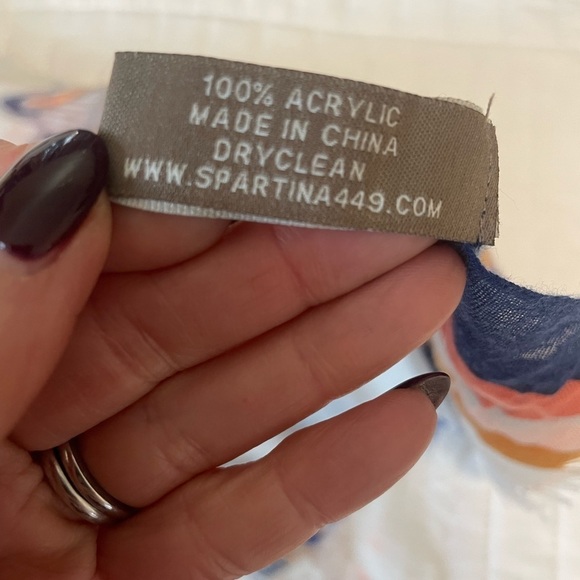 100% ACRYLIC
MADE IN CHINA
DRYCLEAN
WWW.SPARTINA449.COM